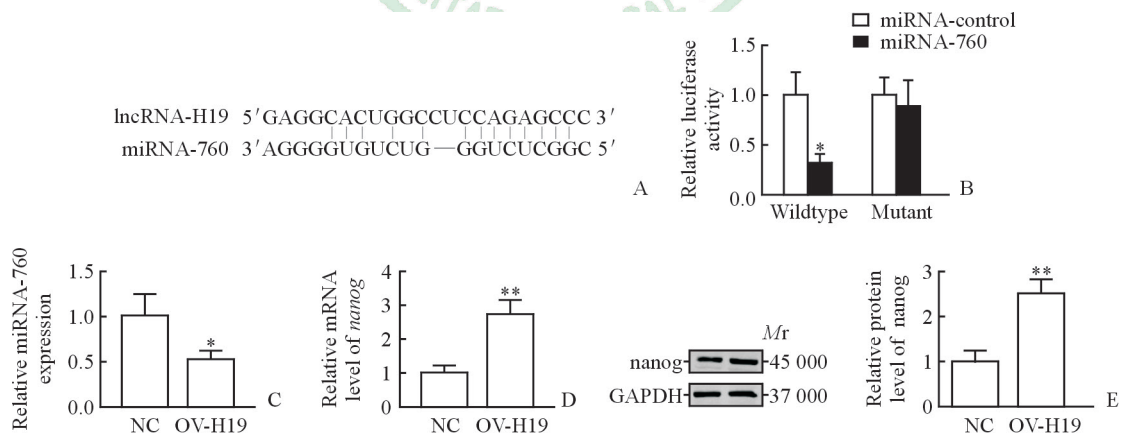 miRNA-control
miRNA-760
lncRNA-H19 5′GAGGCACUGGCCUCCAGAGCCC 3′
miRNA-760 3′AGGGGUGUCUG—GGUCUCGGC 5′
A
Relative luciferase
activity
1.5
1.0
0.5
0.0
*
Wildtype Mutant
B
Relative miRNA-760
expression
1.5
1.0
0.5
0.0
*
NC OV-H19
C
Relative mRNA
level of nanog
4
3
2
1
0
**
NC OV-H19
D
Mr
nanog 45 000
GAPDH 37 000
Relative protein
level of nanog
3
2
1
0
**
NC OV-H19
E